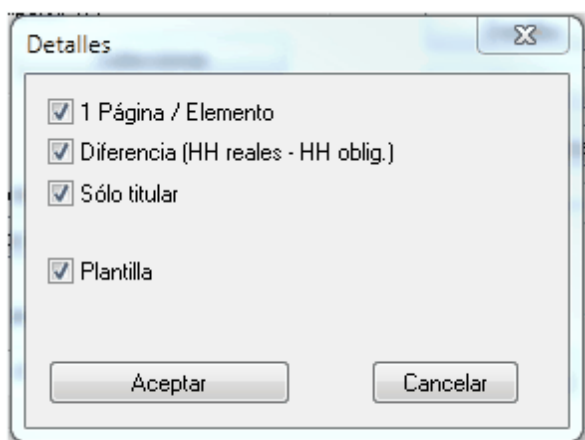 Detalles
1 Página / Elemento
Diferencia (HH reales - HH oblig.)
Sólo titular
Plantilla
Aceptar
Cancelar